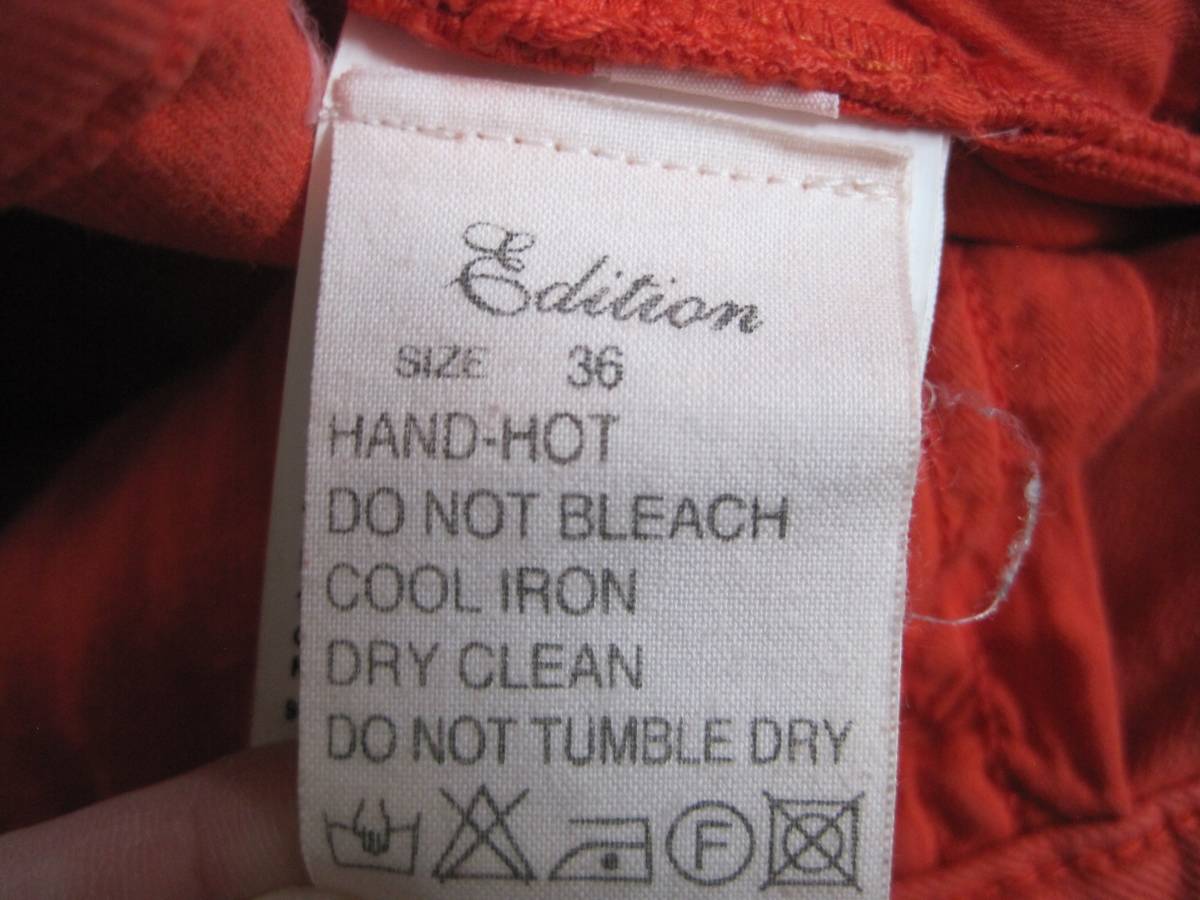 Edition
SIZE 36
HAND-HOT
DO NOT BLEACH
COOL IRON
DRY CLEAN
DO NOT TUMBLE DRY
F